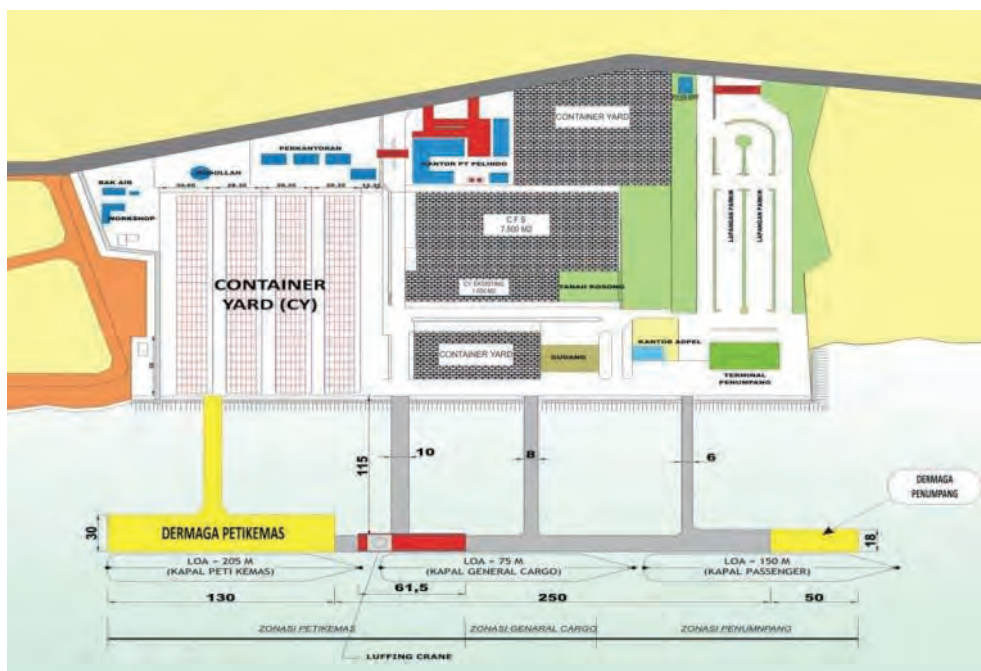 CONTAINER YARD
PERKANTORAN
KANTOR PT PELINDO
BAK AIR
WORKSHOP
C F S
7.500 M2
LAPANGAN PARKIR
LAPANGAN PARKIR
CONTAINER
YARD (CY)
CY EKSISTING
TANAH KOSONG
CONTAINER YARD
GUDANG
KANTOR ADPEL
TERMINAL
PENUMPANG
115
10
8
6
DERMAGA
PENUMPANG
30
DERMAGA PETIKEMAS
18
LOA = 205 M
(KAPAL PETI KEMAS)
LOA = 75 M
(KAPAL GENERAL CARGO)
LOA = 150 M
(KAPAL PASSENGER)
130
61,5
250
50
ZONASI PETIKEMAS
ZONASI GENARAL CARGO
ZONASI PENUMNPANG
LUFFING CRANE